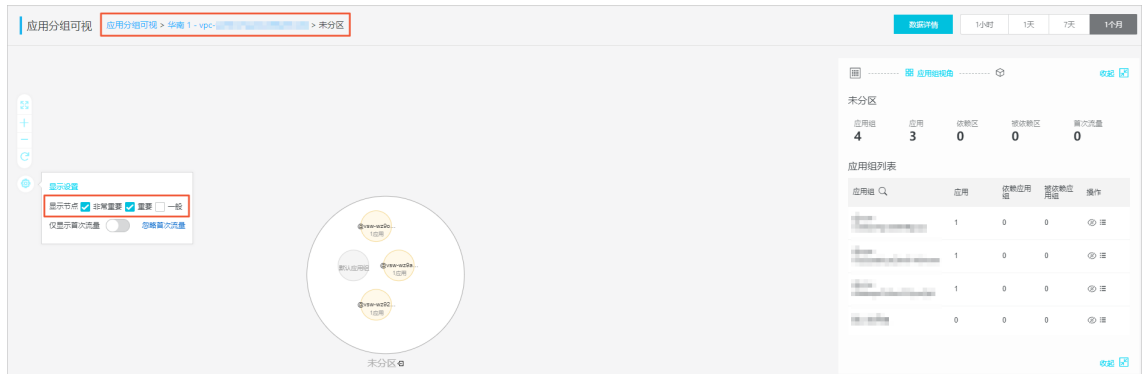 应用分组可视
应用分组可视 > 华南 1 - vpc- > 未分区
数据详情
1小时
1天
7天
1个月
应用组视角
收起
未分区
应用组
4
应用
3
依赖区
0
被依赖区
0
首次流量
0
应用组列表
应用组
应用
依赖应用组
被依赖应用组
操作
1
0
0
1
0
0
1
0
0
0
0
0
收起
显示设置
显示节点 非常重要 重要 一般
仅显示首次流量 忽略首次流量
@vsw-wz9o...
1应用
默认应用组
@vsw-wz9a...
1应用
@vsw-wz92...
1应用
未分区